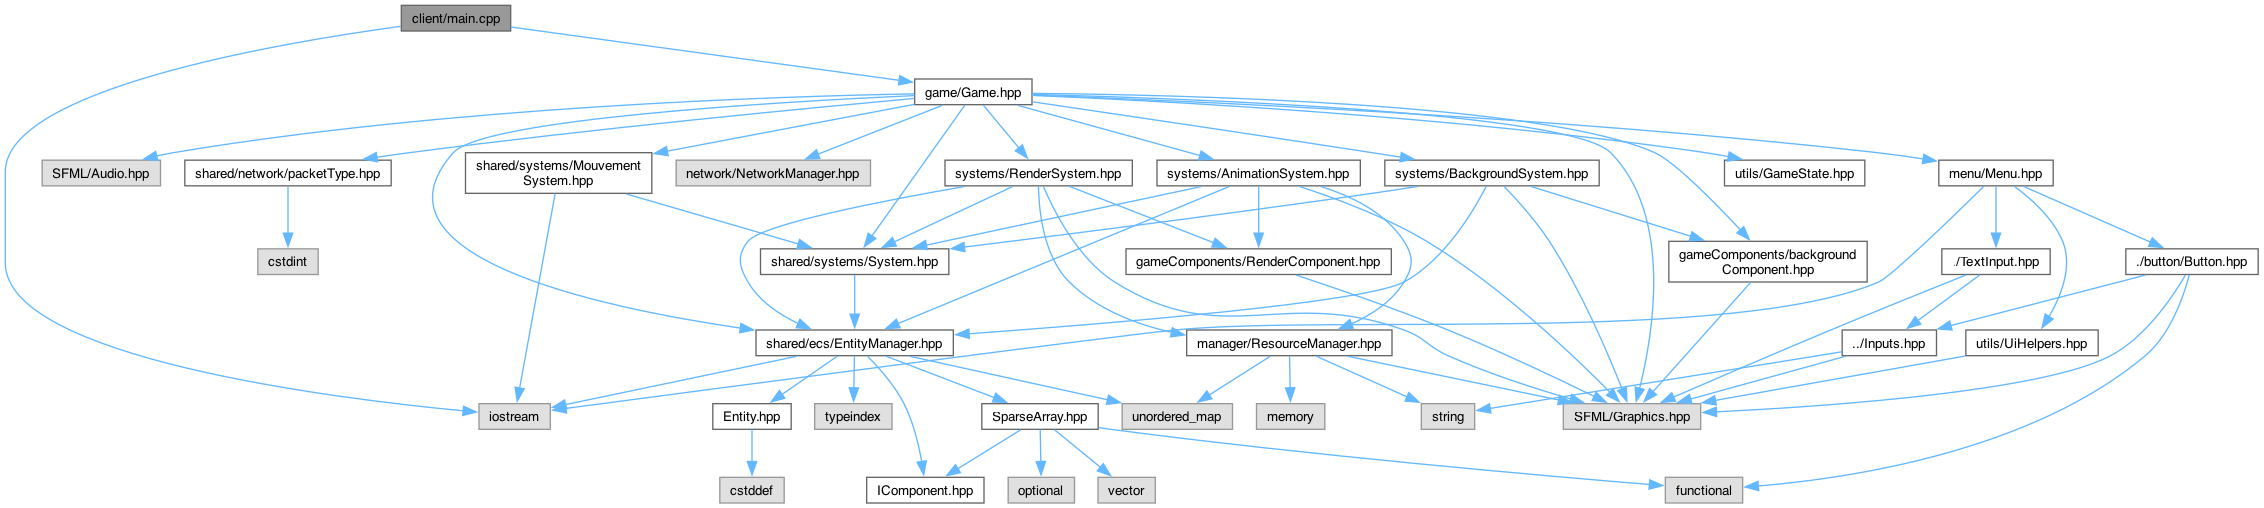 client/main.cpp
game/Game.hpp
SFML/Audio.hpp
shared/network/packetType.hpp
shared/systems/Mouvement
System.hpp
network/NetworkManager.hpp
systems/RenderSystem.hpp
systems/AnimationSystem.hpp
systems/BackgroundSystem.hpp
utils/GameState.hpp
menu/Menu.hpp
cstdint
shared/systems/System.hpp
gameComponents/RenderComponent.hpp
gameComponents/background
Component.hpp
./TextInput.hpp
./button/Button.hpp
shared/ecs/EntityManager.hpp
manager/ResourceManager.hpp
../Inputs.hpp
utils/UiHelpers.hpp
iostream
Entity.hpp
typeindex
SparseArray.hpp
unordered_map
memory
string
SFML/Graphics.hpp
cstddef
IComponent.hpp
optional
vector
functional